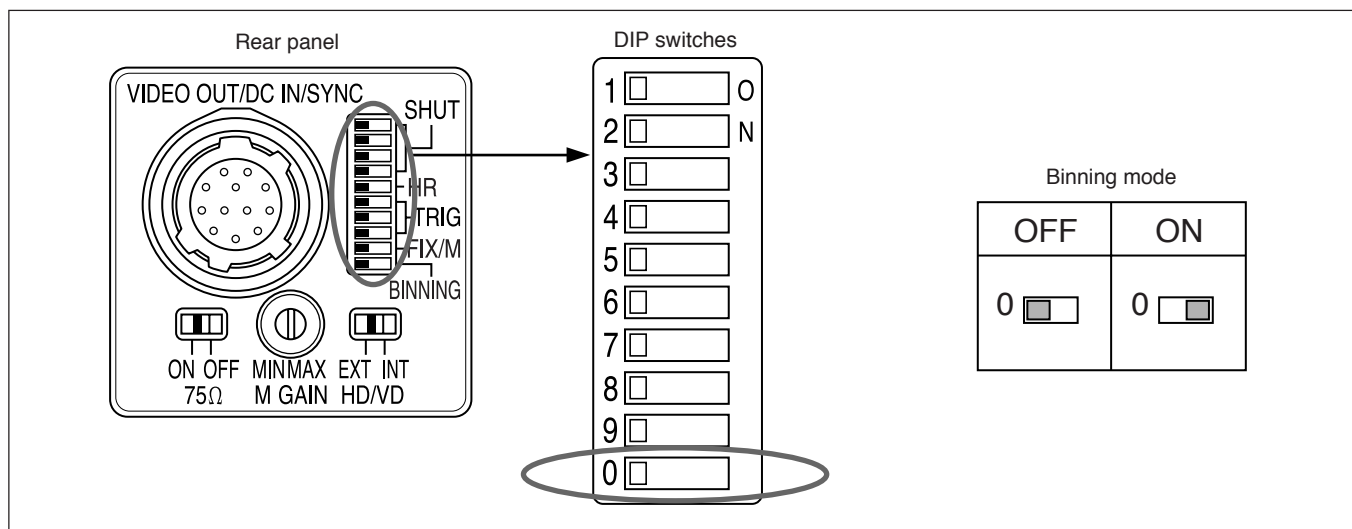 Rear panel
VIDEO OUT/DC IN/SYNC
SHUT
HR
TRIG
FIX/M
BINNING
ON OFF
75Ω
MIN MAX
M GAIN
EXT INT
HD/VD
DIP switches
1 O
2 N
3
4
5
6
7
8
9
0
Binning mode
OFF ON
0 0